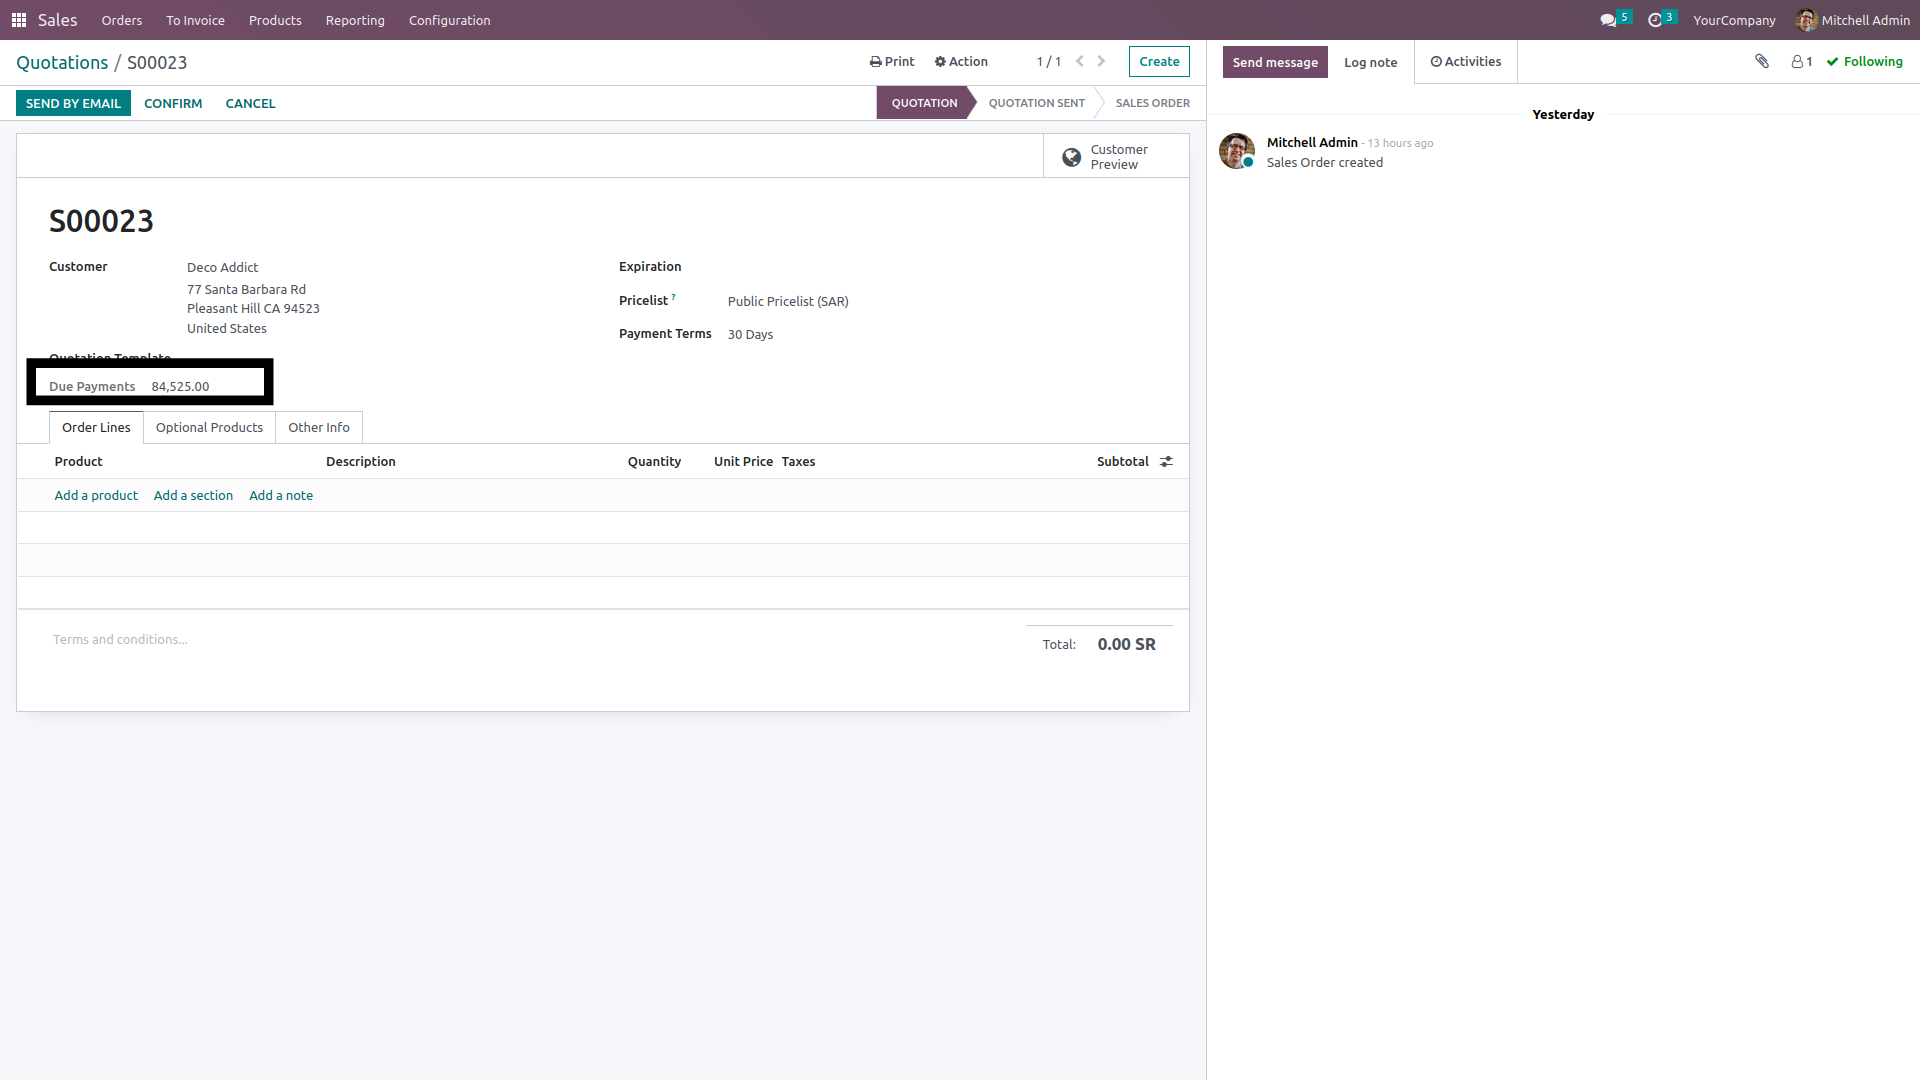 Sales Orders To Invoice Products Reporting Configuration 5 3 YourCompany Mitchell Admin
Quotations / S00023 Print Action 1 / 1 Create
SEND BY EMAIL CONFIRM CANCEL QUOTATION QUOTATION SENT SALES ORDER
Customer
Preview
S00023
Customer Deco Addict
77 Santa Barbara Rd
Pleasant Hill CA 94523
United States
Quotation Template
Due Payments 84,525.00
Expiration
Pricelist ? Public Pricelist (SAR)
Payment Terms 30 Days
Order Lines Optional Products Other Info
Product Description Quantity Unit Price Taxes Subtotal
Add a product Add a section Add a note
Terms and conditions...
Total: 0.00 SR
Send message Log note Activities 1 Following
Yesterday
Mitchell Admin - 13 hours ago
Sales Order created